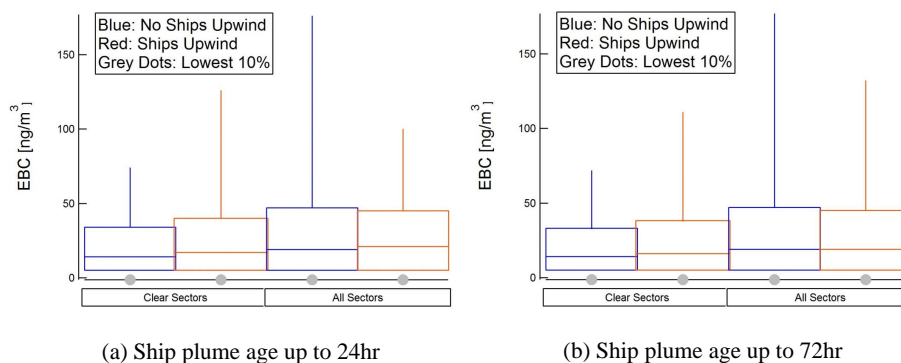 Blue: No Ships Upwind
Red: Ships Upwind
Grey Dots: Lowest 10%
150
100
50
0
EBC [ng/m³]
Clear Sectors
All Sectors
(a) Ship plume age up to 24hr
Blue: No Ships Upwind
Red: Ships Upwind
Grey Dots: Lowest 10%
150
100
50
0
EBC [ng/m³]
Clear Sectors
All Sectors
(b) Ship plume age up to 72hr